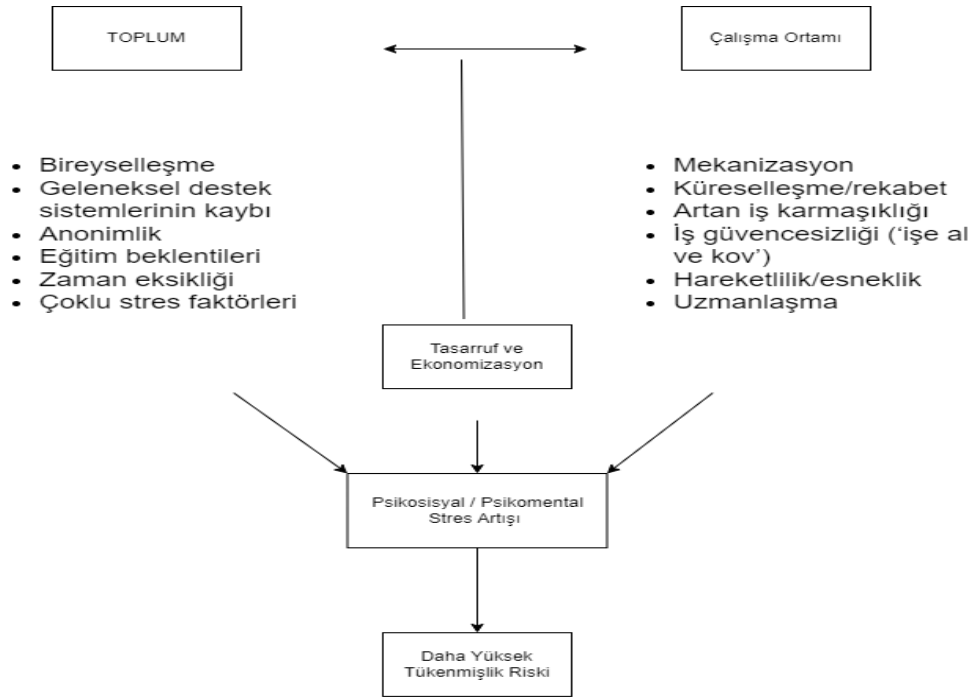 TOPLUM
Çalışma Ortamı
• Bireyselleşme
• Geleneksel destek
sistemlerinin kaybı
• Anonimlik
• Eğitim beklentileri
• Zaman eksikliği
• Çoklu stres faktörleri
• Mekanizasyon
• Küreselleşme/rekabet
• Artan iş karmaşıklığı
• İş güvencesizliği (‘işe al
ve kov’)
• Hareketlilik/esneklik
• Uzmanlaşma
Tasarruf ve
Ekonomizasyon
Psikosisyal / Psikomental
Stres Artışı
Daha Yüksek
Tükenmişlik Riski